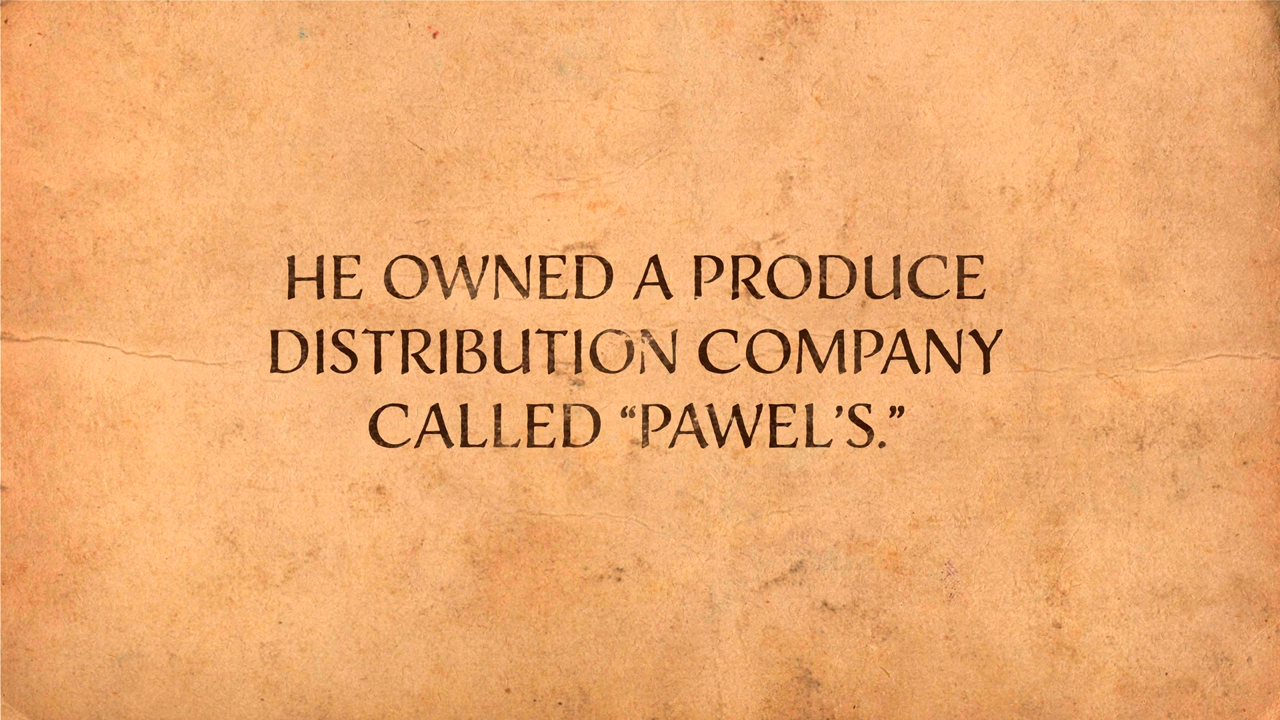 HE OWNED A PRODUCE
DISTRIBUTION COMPANY
CALLED “PAWEL’S.”